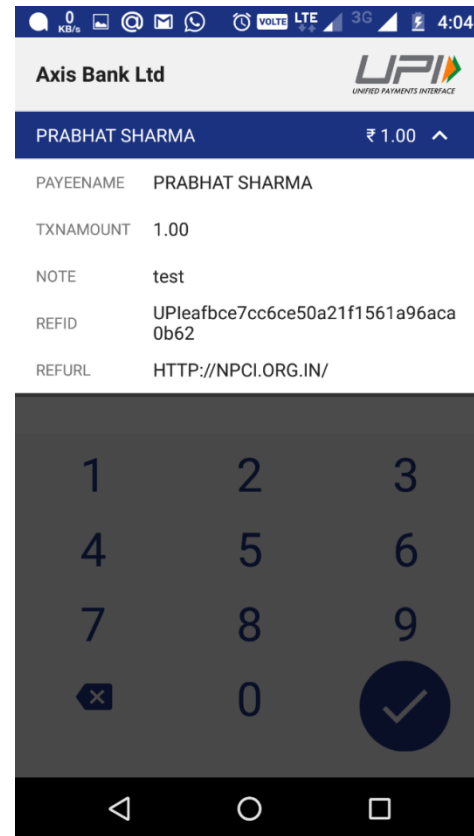 0
KB/s
VOLTE LTE 3G 4:04
Axis Bank Ltd
UPI
UNIFIED PAYMENTS INTERFACE
PRABHAT SHARMA ₹ 1.00
PAYEENAME PRABHAT SHARMA
TXNAMOUNT 1.00
NOTE test
REFID UPIeafbce7cc6ce50a21f1561a96aca
0b62
REFURL HTTP://NPCI.ORG.IN/
1 2 3
4 5 6
7 8 9
0